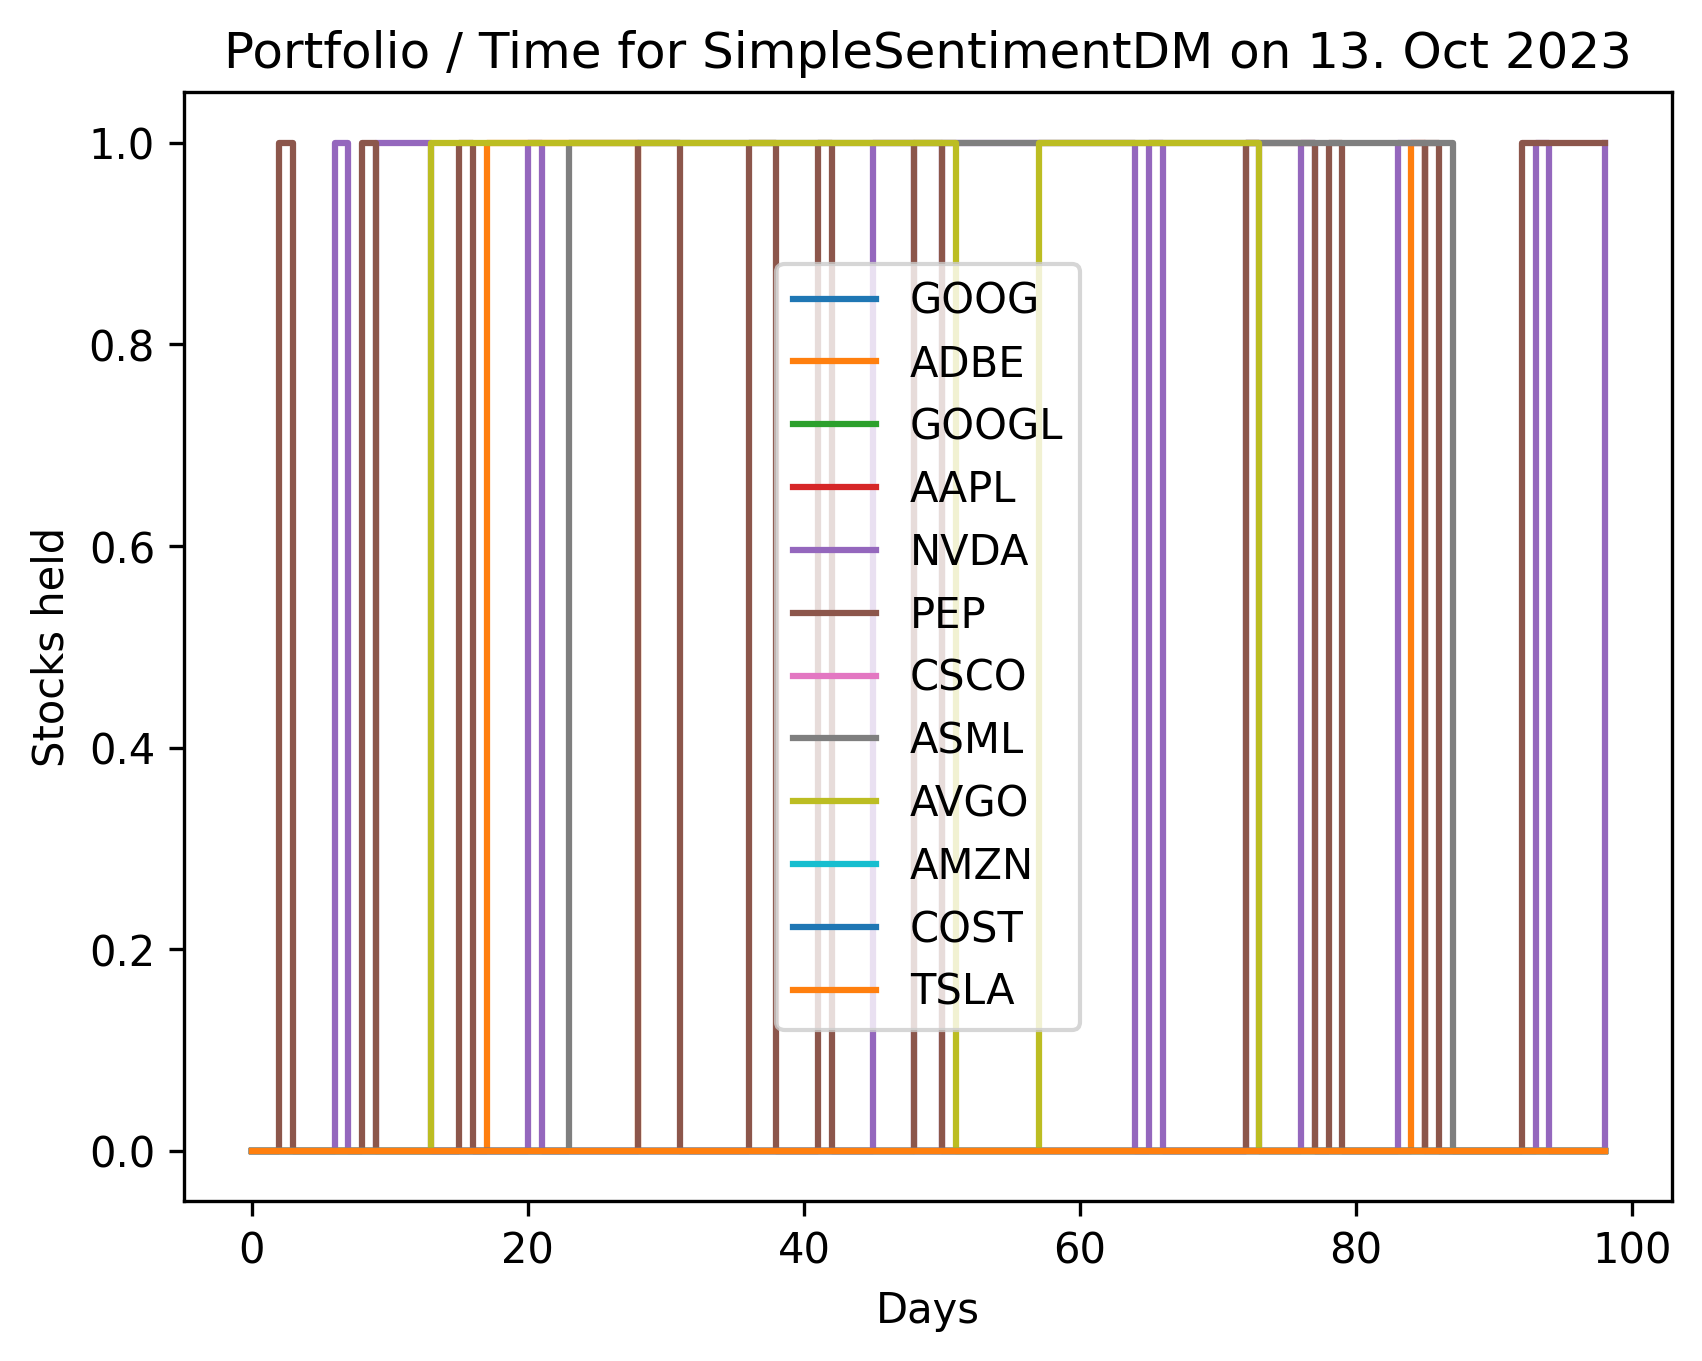 Portfolio / Time for SimpleSentimentDM on 13. Oct 2023
1.0
0.8
0.6
0.4
0.2
0.0
Stocks held
GOOG
ADBE
GOOGL
AAPL
NVDA
PEP
CSCO
ASML
AVGO
AMZN
COST
TSLA
0 20 40 60 80 100
Days